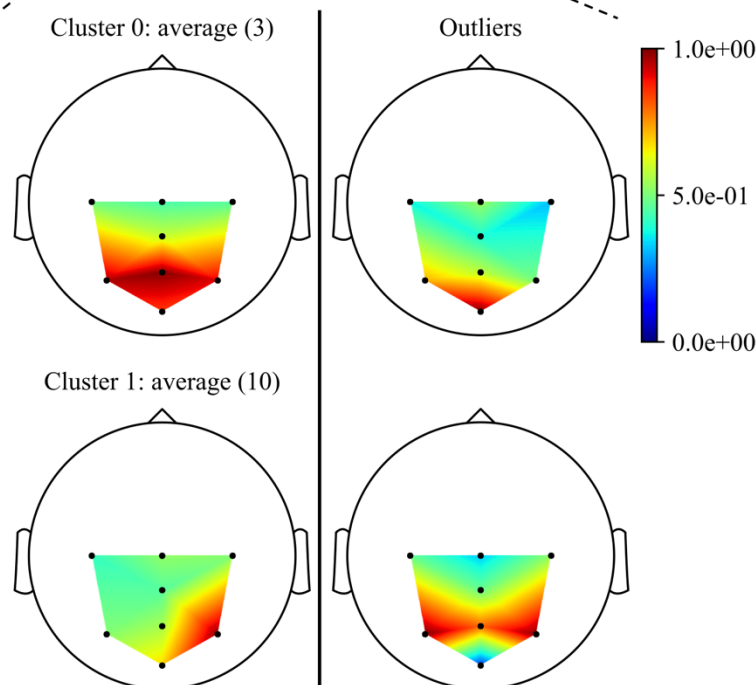 Cluster 0: average (3)
Outliers
1.0e+00
5.0e-01
0.0e+00
Cluster 1: average (10)